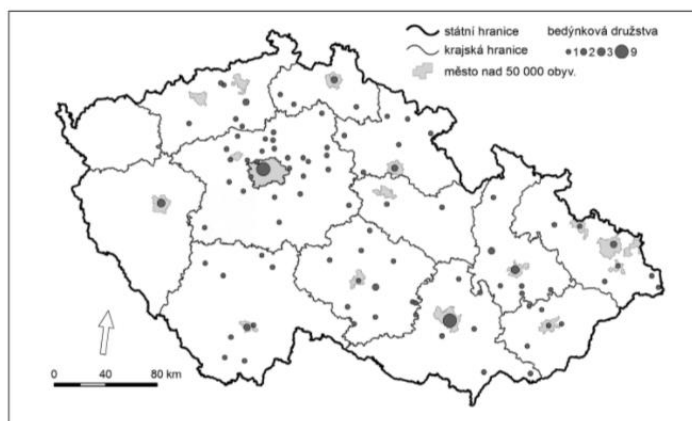 státní hranice
krajská hranice
město nad 50 000 obyv.
bedýnková družstva
1 2 3 9
0 40 80 km